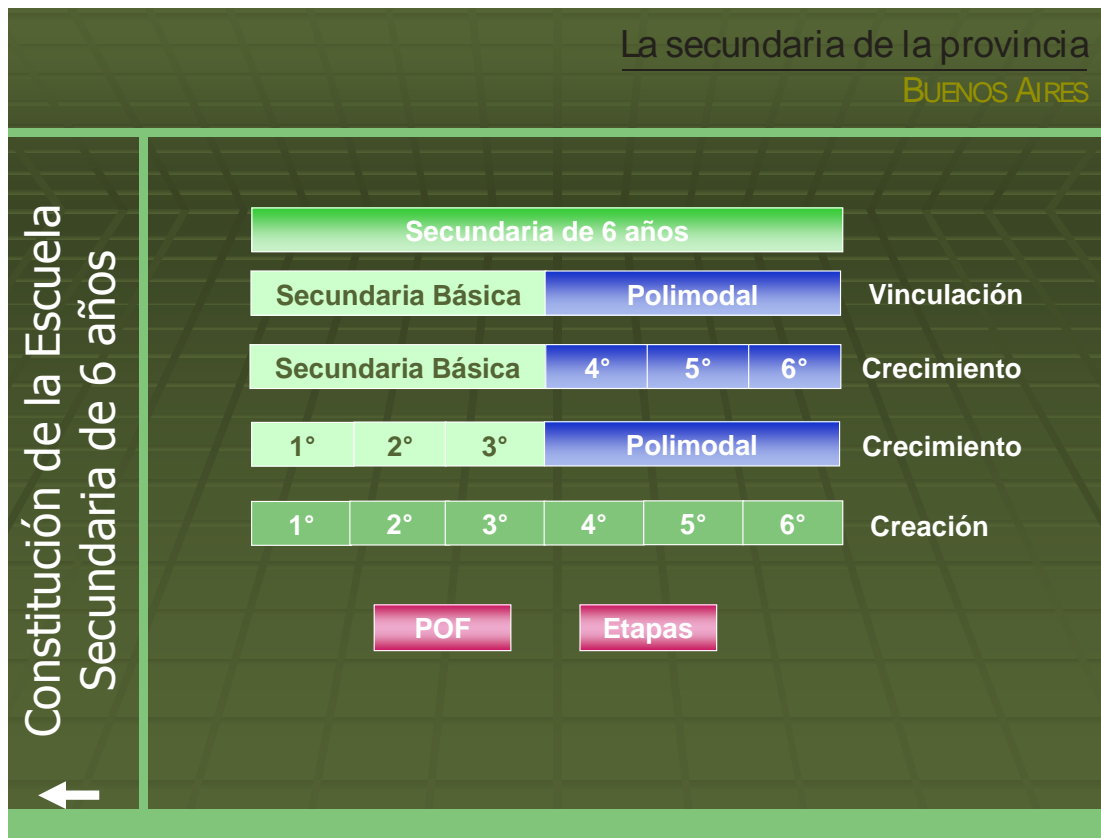 La secundaria de la provincia
BUENOS AIRES
Constitución de la Escuela
Secundaria de 6 años
Secundaria de 6 años
Secundaria Básica Polimodal Vinculación
Secundaria Básica 4° 5° 6° Crecimiento
1° 2° 3° Polimodal Crecimiento
1° 2° 3° 4° 5° 6° Creación
POF Etapas